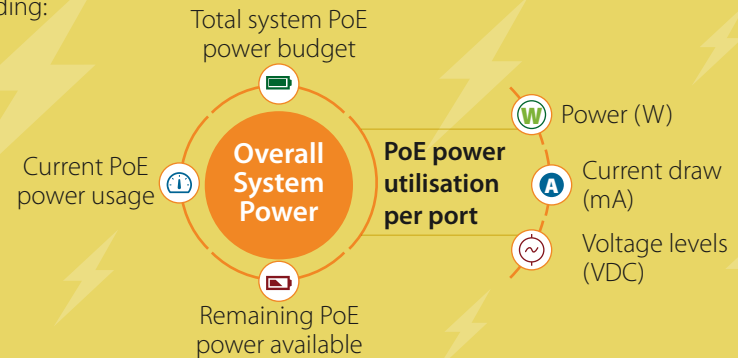 ding:
Total system PoE
power budget
Current PoE
power usage
Overall
System
Power
PoE power
utilisation
per port
W
Power (W)
A
Current draw
(mA)
Voltage levels
(VDC)
Remaining PoE
power available